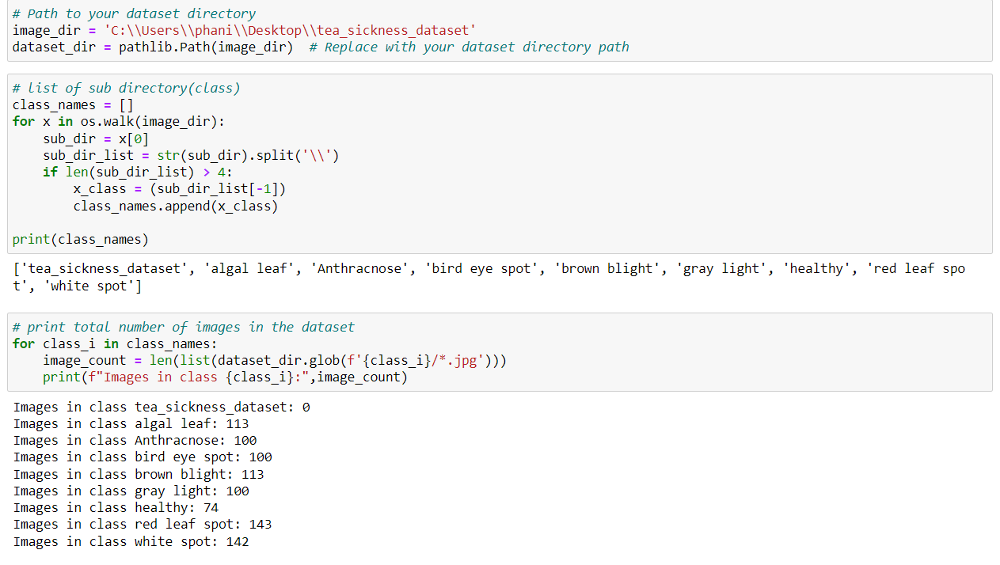 # Path to your dataset directory
image_dir = 'C:\\Users\\phani\\Desktop\\tea_sickness_dataset'
dataset_dir = pathlib.Path(image_dir)  # Replace with your dataset directory path
# list of sub directory(class)
class_names = []
for x in os.walk(image_dir):
    sub_dir = x[0]
    sub_dir_list = str(sub_dir).split('\\')
    if len(sub_dir_list) > 4:
        x_class = (sub_dir_list[-1])
        class_names.append(x_class)
print(class_names)
['tea_sickness_dataset', 'algal leaf', 'Anthracnose', 'bird eye spot', 'brown blight', 'gray light', 'healthy', 'red leaf spo
t', 'white spot']
# print total number of images in the dataset
for class_i in class_names:
    image_count = len(list(dataset_dir.glob(f'{class_i}/*.jpg')))
    print(f"Images in class {class_i}:",image_count)
Images in class tea_sickness_dataset: 0
Images in class algal leaf: 113
Images in class Anthracnose: 100
Images in class bird eye spot: 100
Images in class brown blight: 113
Images in class gray light: 100
Images in class healthy: 74
Images in class red leaf spot: 143
Images in class white spot: 142